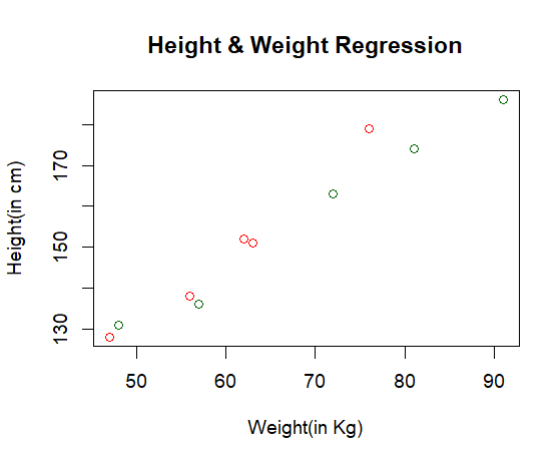 Height & Weight Regression
Height(in cm)
170
150
130
50 60 70 80 90
Weight(in Kg)